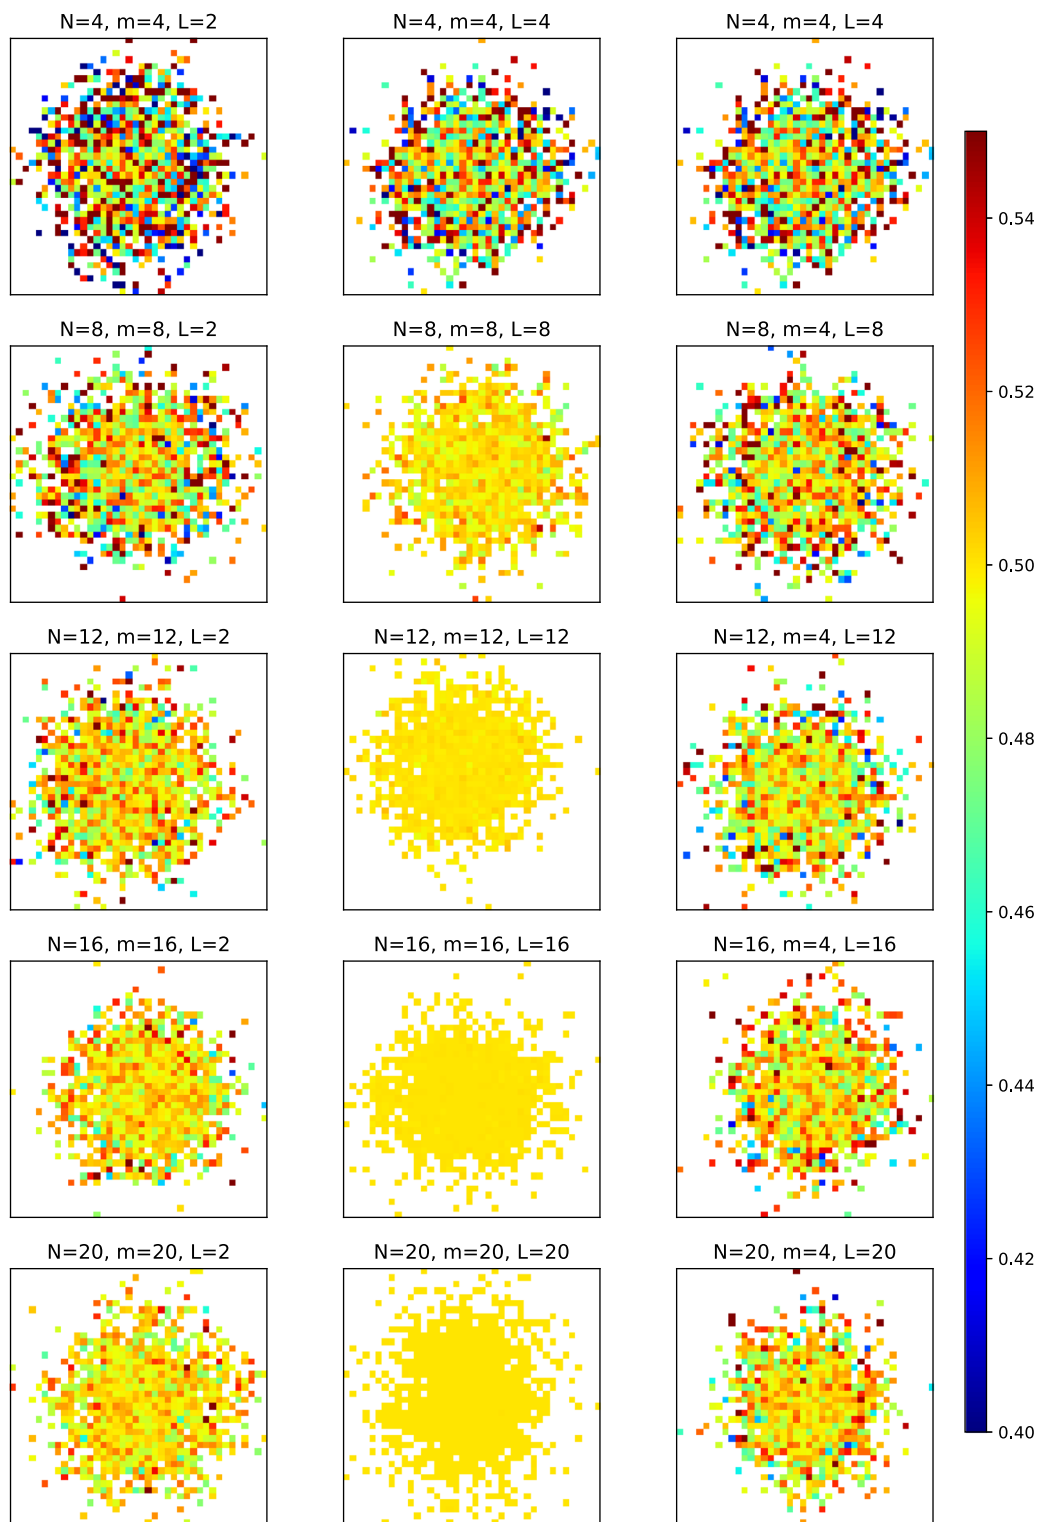 N=4, m=4, L=2
N=4, m=4, L=4
N=4, m=4, L=4
N=8, m=8, L=2
N=8, m=8, L=8
N=8, m=4, L=8
N=12, m=12, L=2
N=12, m=12, L=12
N=12, m=4, L=12
N=16, m=16, L=2
N=16, m=16, L=16
N=16, m=4, L=16
N=20, m=20, L=2
N=20, m=20, L=20
N=20, m=4, L=20
0.54
0.52
0.50
0.48
0.46
0.44
0.42
0.40